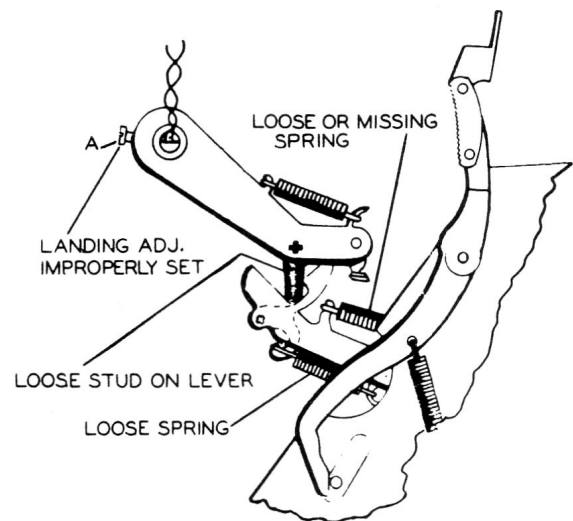 LOOSE OR MISSING
SPRING
A
LANDING ADJ.
IMPROPERLY SET
LOOSE STUD ON LEVER
LOOSE SPRING